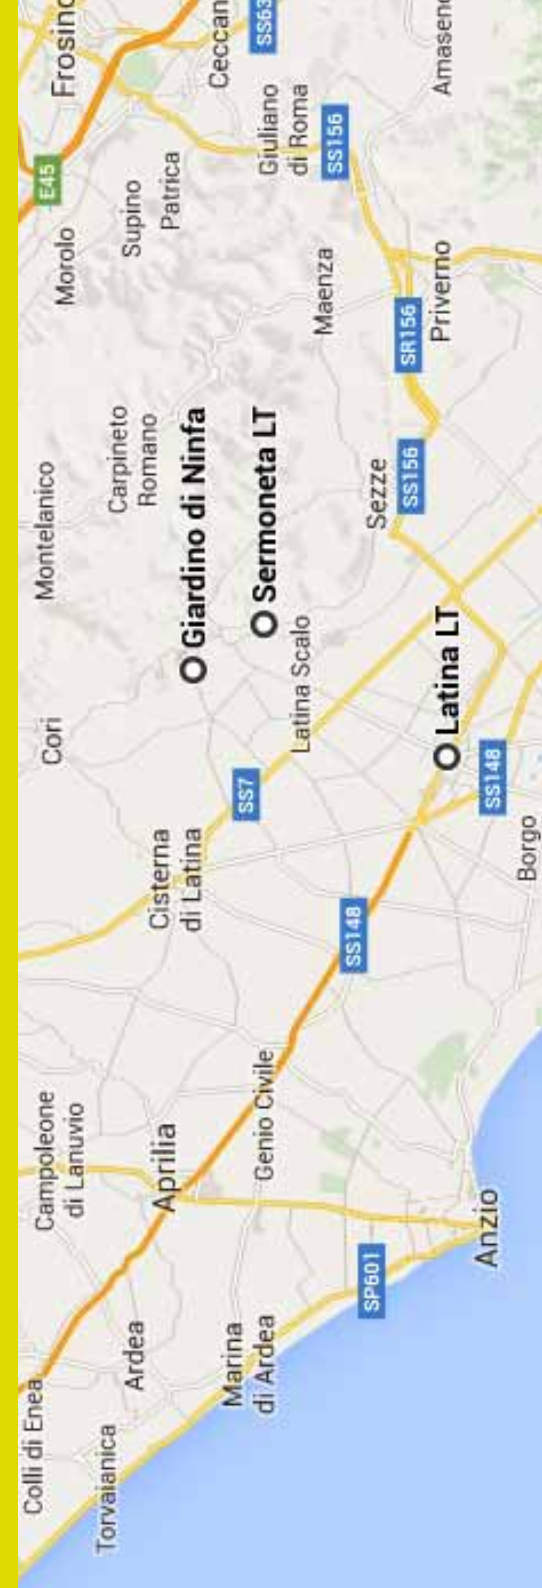 Colli di Enea
Torvaianica
Ardea
Marina
di Ardea
Campoleone
di Lanuvio
Aprilia
Genio Civile
SP601
Anzio
SS148
Cisterna
di Latina
Cori
SS7
Latina Scalo
Giardino di Ninfa
Sermoneta LT
Latina LT
SS148
Borgo
Montelanico
Carpineto
Romano
Sezze
SS156
SR156
Priverno
Maenza
Morolo
Supino
Patrica
E45
Giuliano
di Roma
SS156
Frosino
Ceccan
SS63
Amaseno